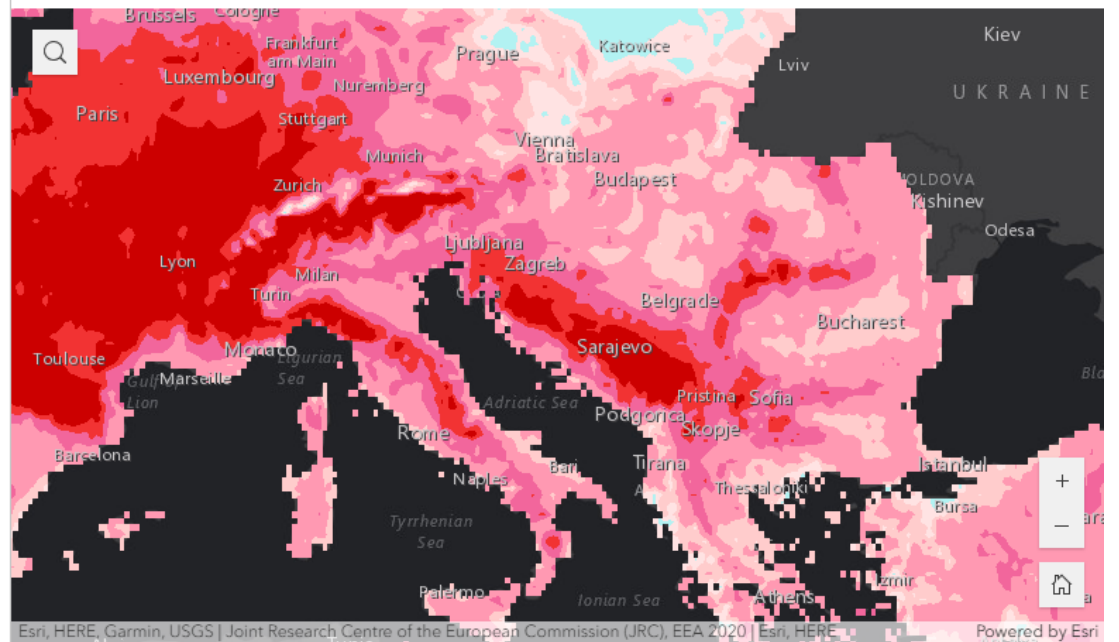 Brussels
Cologne
Kiev
Frankfurt
am Main
Prague
Katowice
Lviv
Luxembourg
Nuremberg
UKRAINE
Paris
Stuttgart
Vienna
Munich
Bratislava
Zurich
Budapest
MOLDOVA
Kishinev
Odesa
Ljubljana
Lyon
Zagreb
Milan
Turin
Belgrade
Bucharest
Sarajevo
Monaco
Toulouse
Elgurian
Sea
Gulf of
Lion
Marseille
Bla
Pristina
Sofia
Adriatic Sea
Podgorica
Rome
Skopje
Barcelona
Bari
Tirana
Istanbul
+
Naples
Thessaloniki
A
Bursa
ara
Tyrrhenian
Sea
−
Izmir
Palermo
Ionian Sea
Athens
a
Esri, HERE, Garmin, USGS | Joint Research Centre of the European Commission (JRC), EEA 2020 | Esri, HERE
Powered by Esri